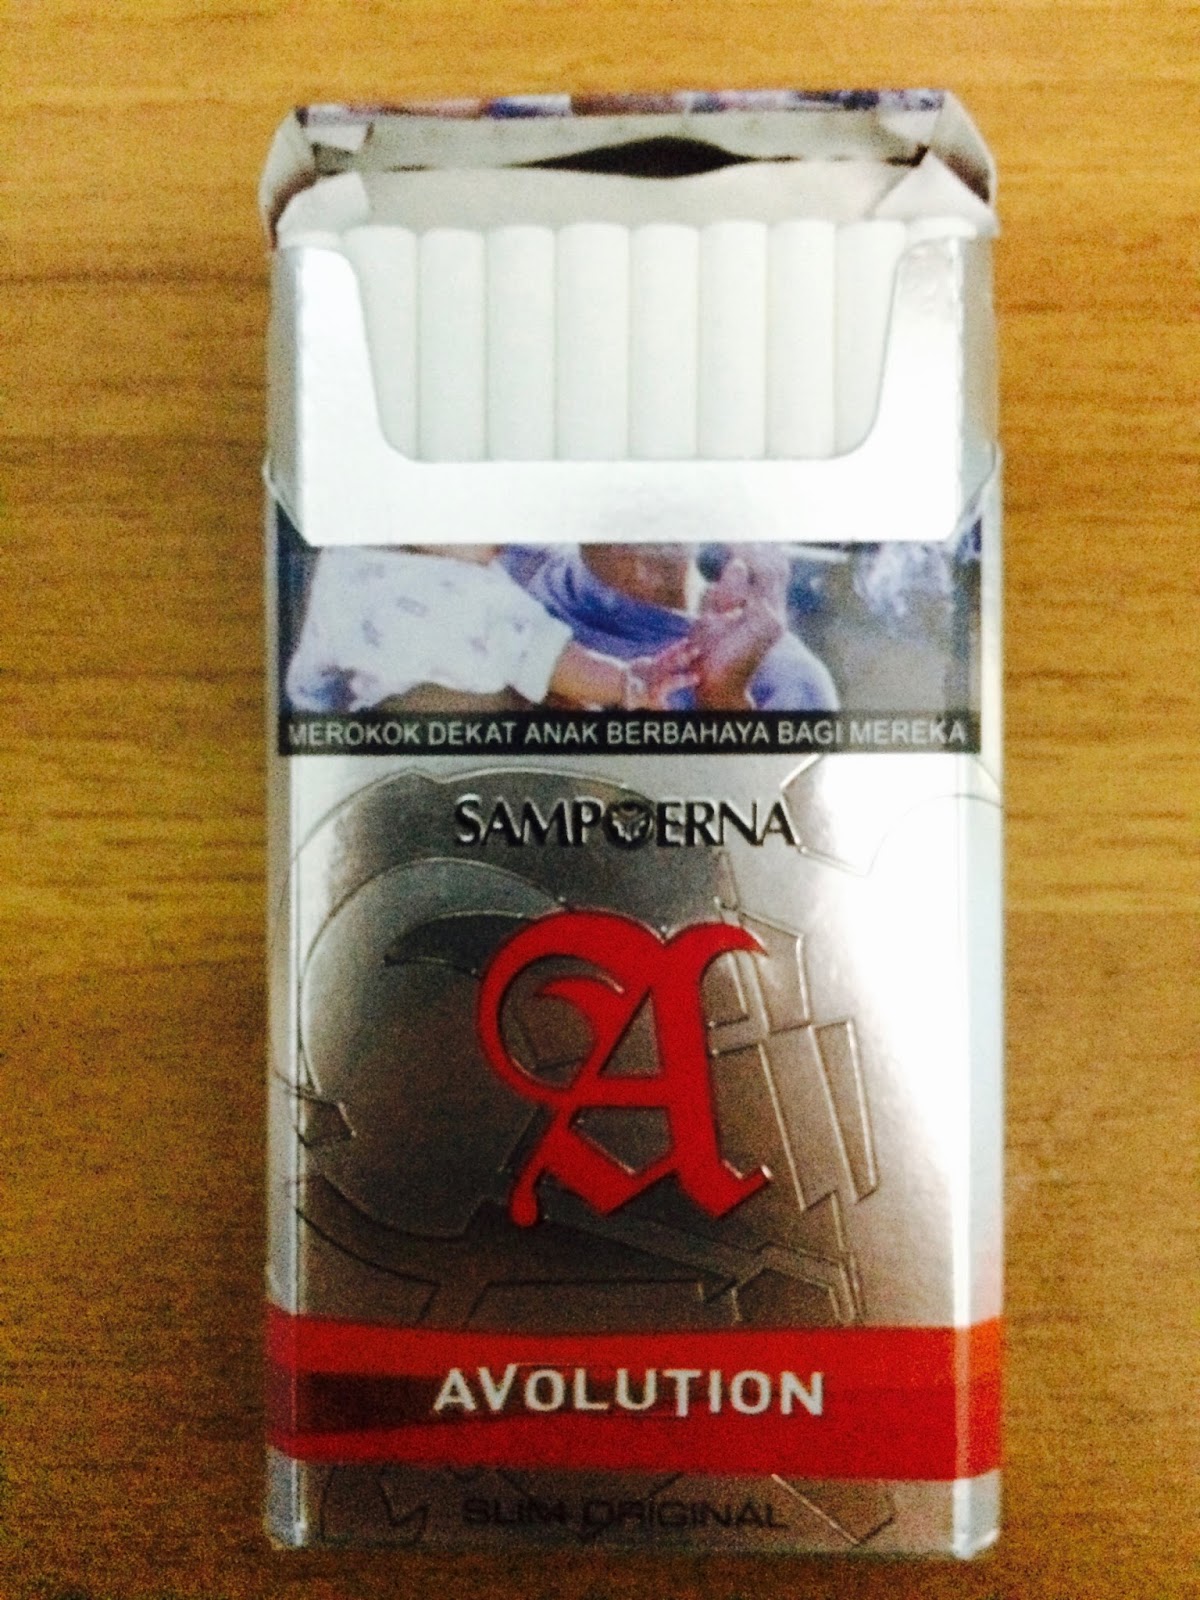 MEROKOK DEKAT ANAK BERBAHAYA BAGI MEREKA
SAMPOERNA
A
AVOLUTION
SLIM ORIGINAL